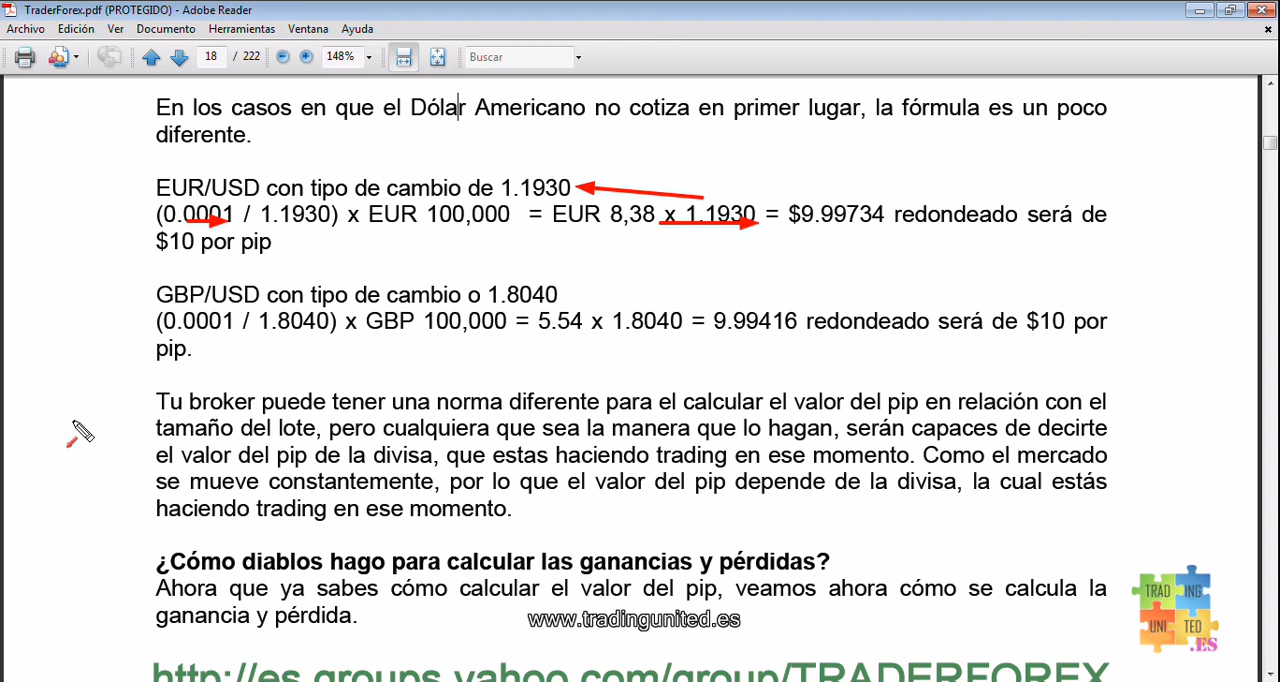 TraderForex.pdf (PROTEGIDO) - Adobe Reader
Archivo Edición Ver Documento Herramientas Ventana Ayuda
18 / 222 148% Buscar
En los casos en que el Dólar Americano no cotiza en primer lugar, la fórmula es un poco
diferente.
EUR/USD con tipo de cambio de 1.1930
(0.0001 / 1.1930) x EUR 100,000 = EUR 8,38 x 1.1930 = $9.99734 redondeado será de
$10 por pip
GBP/USD con tipo de cambio o 1.8040
(0.0001 / 1.8040) x GBP 100,000 = 5.54 x 1.8040 = 9.99416 redondeado será de $10 por
pip.
Tu broker puede tener una norma diferente para el calcular el valor del pip en relación con el
tamaño del lote, pero cualquiera que sea la manera que lo hagan, serán capaces de decirte
el valor del pip de la divisa, que estas haciendo trading en ese momento. Como el mercado
se mueve constantemente, por lo que el valor del pip depende de la divisa, la cual estás
haciendo trading en ese momento.
¿Cómo diablos hago para calcular las ganancias y pérdidas?
Ahora que ya sabes cómo calcular el valor del pip, veamos ahora cómo se calcula la
ganancia y pérdida.
www.tradingunited.es
TRAD ING
UNI TED
.ES
http://es.groups.yahoo.com/group/TRADERFOREX